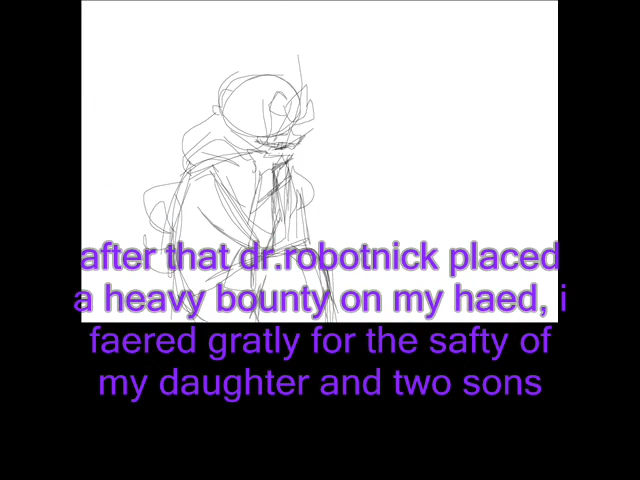 after that dr.robotnick placed
a heavy bounty on my haed, i
faered gratly for the safty of
my daughter and two sons